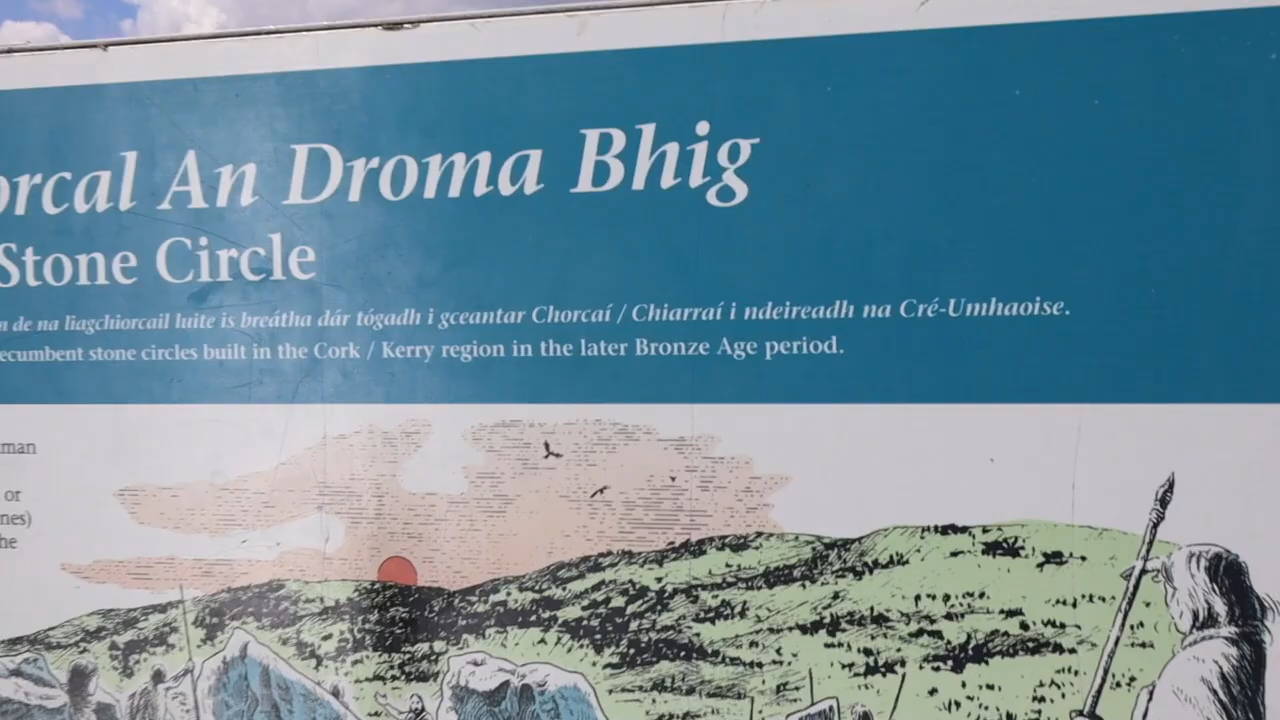 orcal An Droma Bhig
Stone Circle
n de na liagchiorcail luite is breátha dár tógadh i gceantar Chorcaí / Chiarraí i ndeireadh na Cré-Umhaoise.
ecumbent stone circles built in the Cork / Kerry region in the later Bronze Age period.
man
or
nes)
he